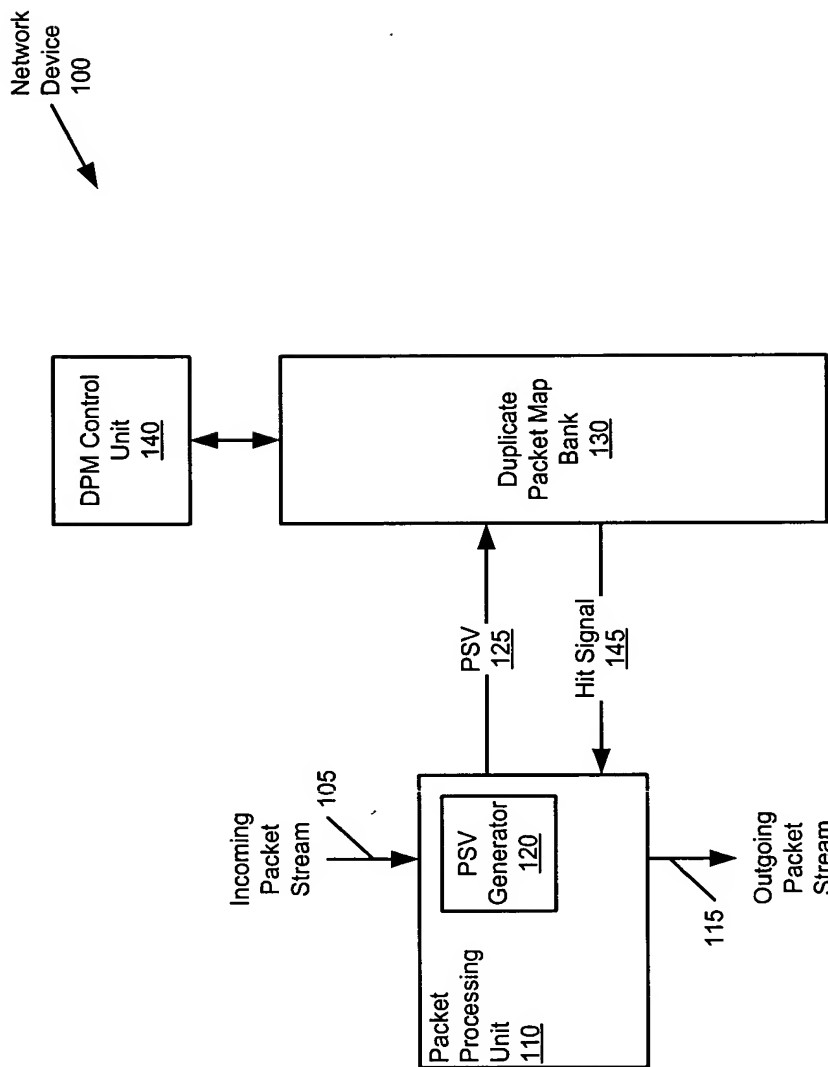 Network
Device
100
DPM Control
Unit
140
Duplicate
Packet Map
Bank
130
PSV
125
Hit Signal
145
Incoming
Packet
Stream
105
PSV
Generator
120
Packet
Processing
Unit
110
115
Outgoing
Packet
Stream